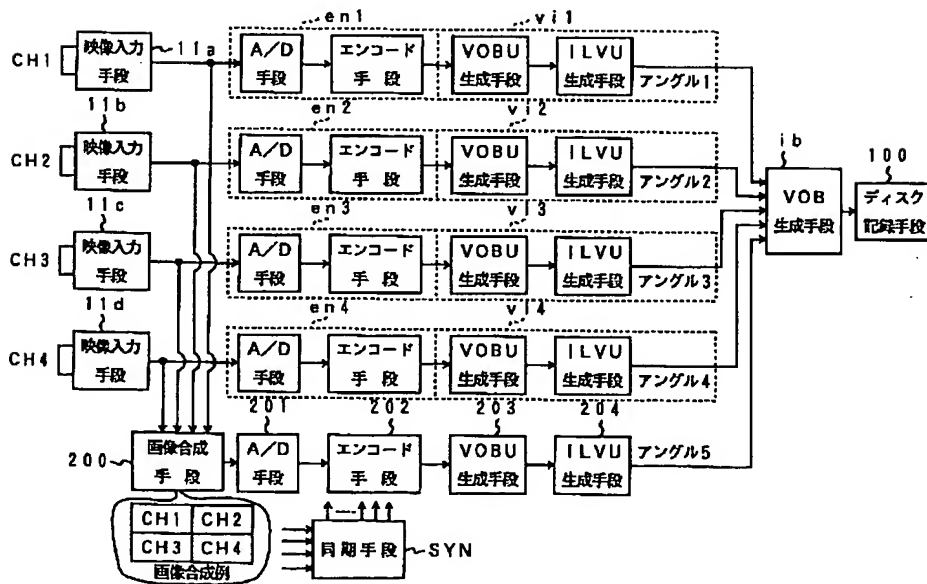 en1
vi1
CH1
映像入力
手段
11a
A/D
手段
エンコード
手段
VOBU
生成手段
ILVU
生成手段
アングル1
11b
en2
vi2
CH2
映像入力
手段
A/D
手段
エンコード
手段
VOBU
生成手段
ILVU
生成手段
アングル2
ib
100
VOB
生成手段
ディスク
記録手段
11c
en3
vi3
CH3
映像入力
手段
A/D
手段
エンコード
手段
VOBU
生成手段
ILVU
生成手段
アングル3
11d
en4
vi4
CH4
映像入力
手段
A/D
手段
エンコード
手段
VOBU
生成手段
ILVU
生成手段
アングル4
201
202
203
204
200
画像合成
手段
A/D
手段
エンコード
手段
VOBU
生成手段
ILVU
生成手段
アングル5
CH1 CH2
CH3 CH4
画像合成例
同期手段
SYN